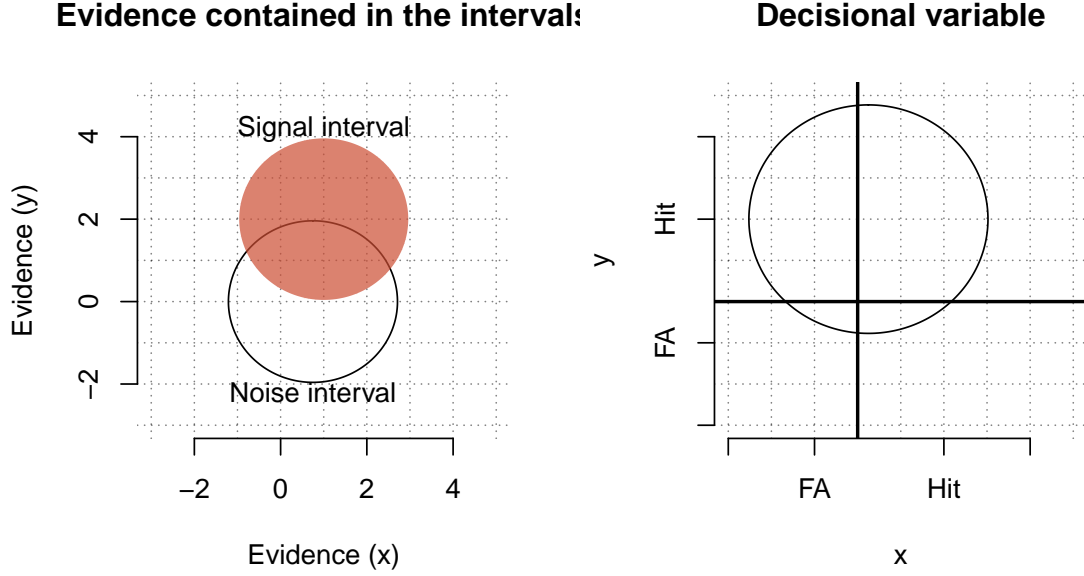 Evidence contained in the intervals
Signal interval
Noise interval
4
2
0
−2
Evidence (y)
−2 0 2 4
Evidence (x)
Decisional variable
Hit
FA
y
FA Hit
x